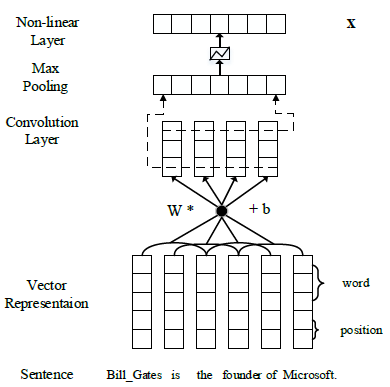 Non-linear
Layer
x
Max
Pooling
Convolution
Layer
W *
+ b
Vector
Representaion
word
position
Sentence
Bill_Gates is the founder of Microsoft.